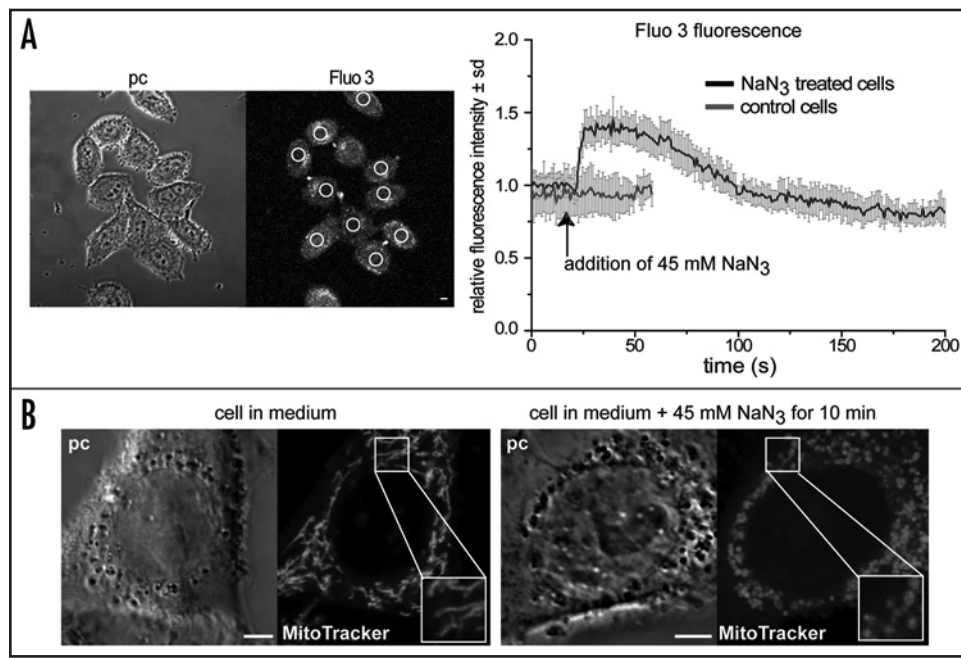 A
pc
Fluo 3
Fluo 3 fluorescence
relative fluorescence intensity ± sd
2.0
1.5
1.0
0.5
0.0
NaN3 treated cells
control cells
addition of 45 mM NaN3
0
50
100
150
200
time (s)
B
cell in medium
cell in medium + 45 mM NaN3 for 10 min
pc
MitoTracker
pc
MitoTracker